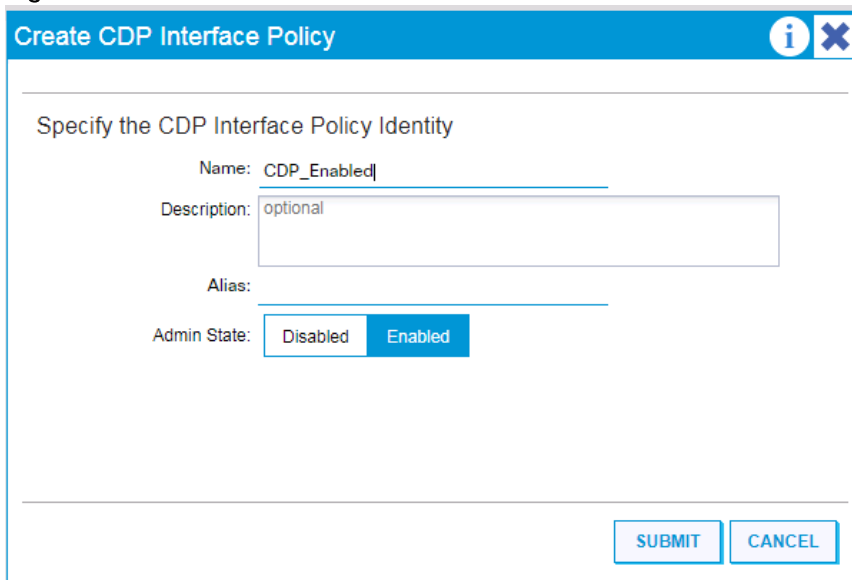 Create CDP Interface Policy
i
Specify the CDP Interface Policy Identity
Name: CDP_Enabled
Description: optional
Alias:
Admin State: Disabled Enabled
SUBMIT CANCEL